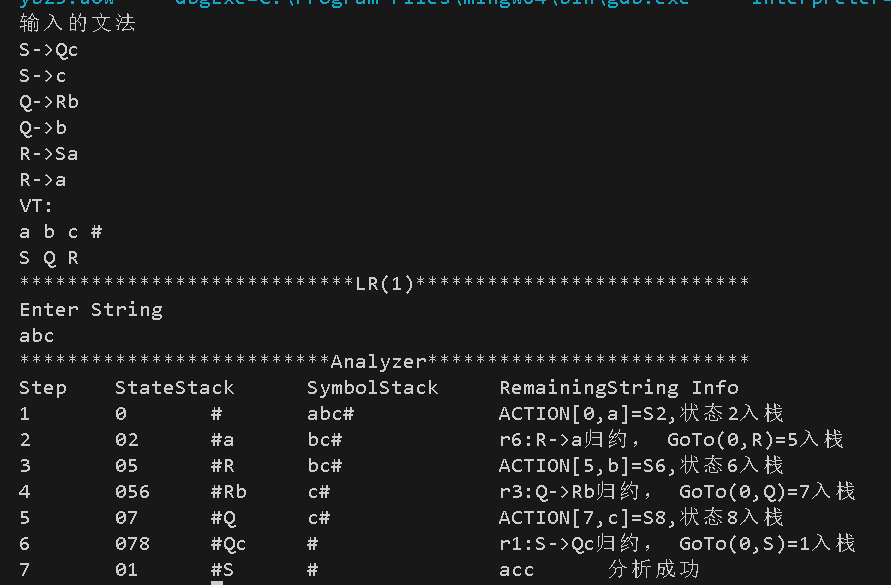 输入的文法
S->Qc
S->c
Q->Rb
Q->b
R->Sa
R->a
VT:
a b c #
S Q R
****************************LR(1)****************************
Enter String
abc
**************************Analyzer***************************
Step    StateStack      SymbolStack     RemainingString Info
1       0       #       abc#            ACTION[0,a]=S2,状态2入栈
2       02      #a      bc#             r6:R->a归约， GoTo(0,R)=5入栈
3       05      #R      bc#             ACTION[5,b]=S6,状态6入栈
4       056     #Rb     c#              r3:Q->Rb归约， GoTo(0,Q)=7入栈
5       07      #Q      c#              ACTION[7,c]=S8,状态8入栈
6       078     #Qc     #               r1:S->Qc归约， GoTo(0,S)=1入栈
7       01      #S      #               acc      分析成功